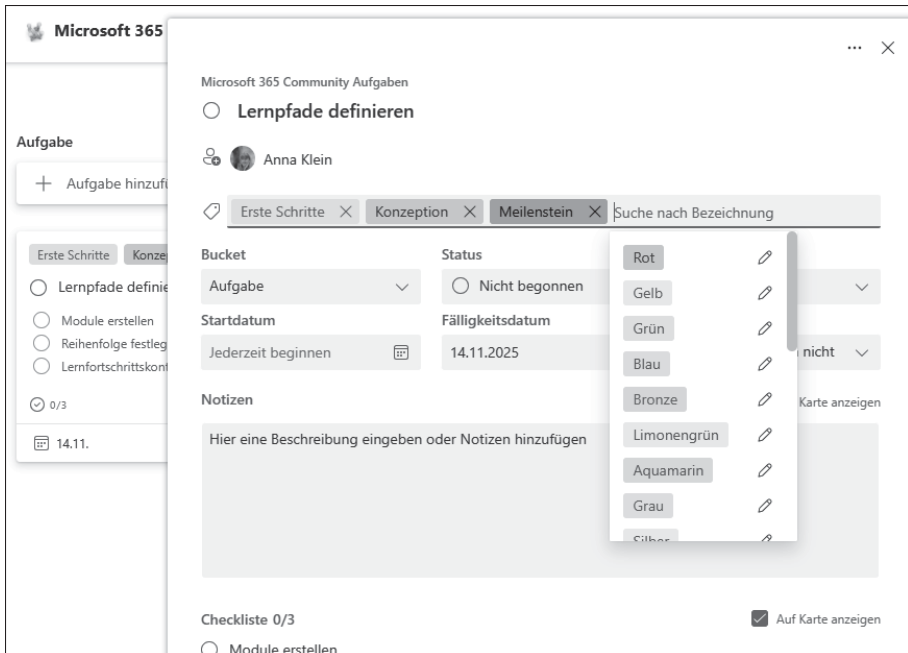 Microsoft 365
Microsoft 365 Community Aufgaben
Lernpfade definieren
Anna Klein
Aufgabe
Aufgabe hinzufü
Erste Schritte
Konze
Lernpfade definie
Module erstellen
Reihenfolge festleg
Lernfortschrittskont
0/3
14.11.
Erste Schritte
Konzeption
Meilenstein
Suche nach Bezeichnung
Bucket
Status
Aufgabe
Nicht begonnen
Startdatum
Fälligkeitsdatum
Jederzeit beginnen
14.11.2025
nicht
Rot
Gelb
Grün
Blau
Bronze
Limonengrün
Aquamarin
Grau
Silber
Notizen
Karte anzeigen
Hier eine Beschreibung eingeben oder Notizen hinzufügen
Checkliste 0/3
Auf Karte anzeigen
Module erstellen